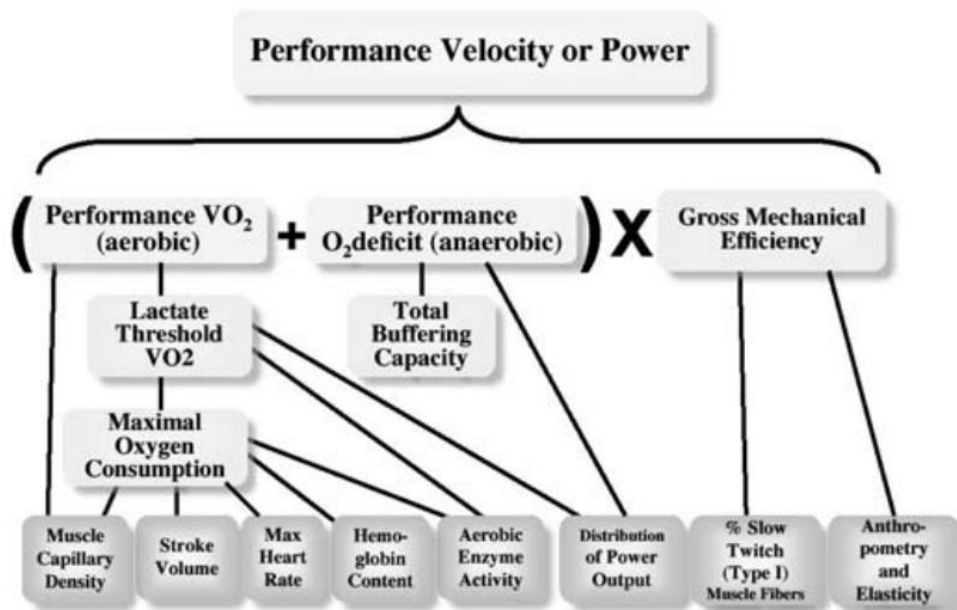 Performance Velocity or Power
( Performance VO₂
(aerobic)
+
Performance
O₂deficit (anaerobic) )
X
Gross Mechanical
Efficiency
Lactate
Threshold
VO2
Total
Buffering
Capacity
Maximal
Oxygen
Consumption
Muscle
Capillary
Density
Stroke
Volume
Max
Heart
Rate
Hemo-
globin
Content
Aerobic
Enzyme
Activity
Distribution
of Power
Output
% Slow
Twitch
(Type I)
Muscle Fibers
Anthro-
pometry
and
Elasticity